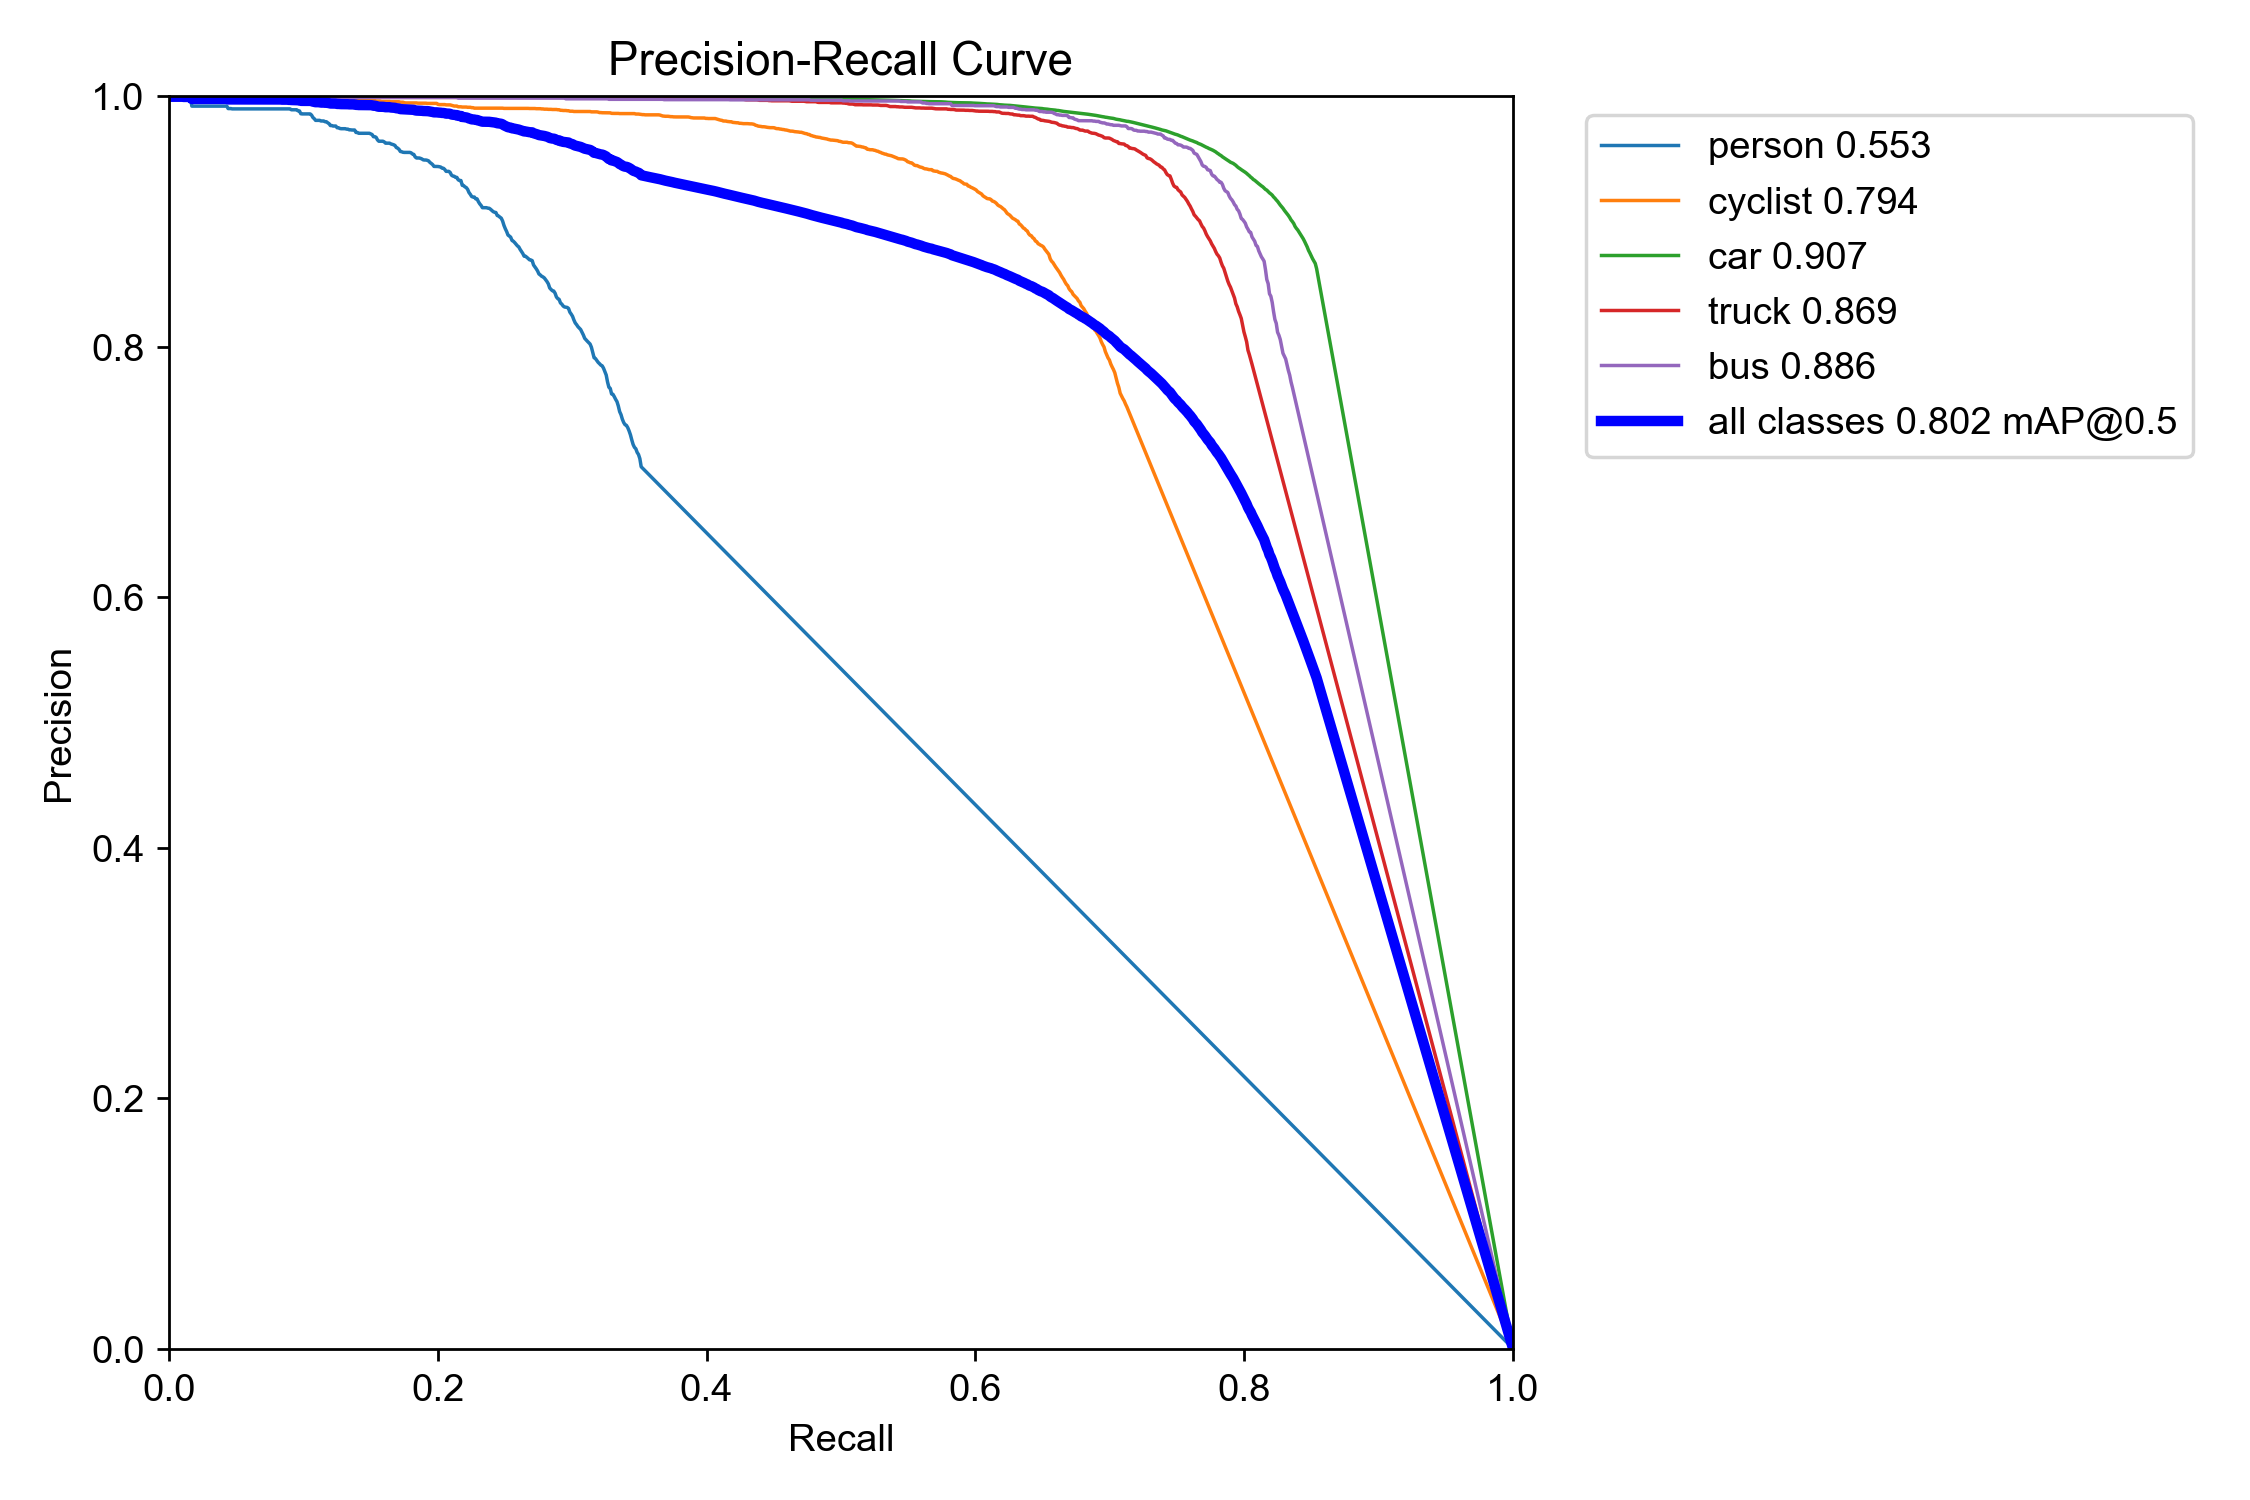 Precision-Recall Curve
1.0
0.8
0.6
0.4
0.2
0.0
Precision
0.0 0.2 0.4 0.6 0.8 1.0
Recall
person 0.553
cyclist 0.794
car 0.907
truck 0.869
bus 0.886
all classes 0.802 mAP@0.5